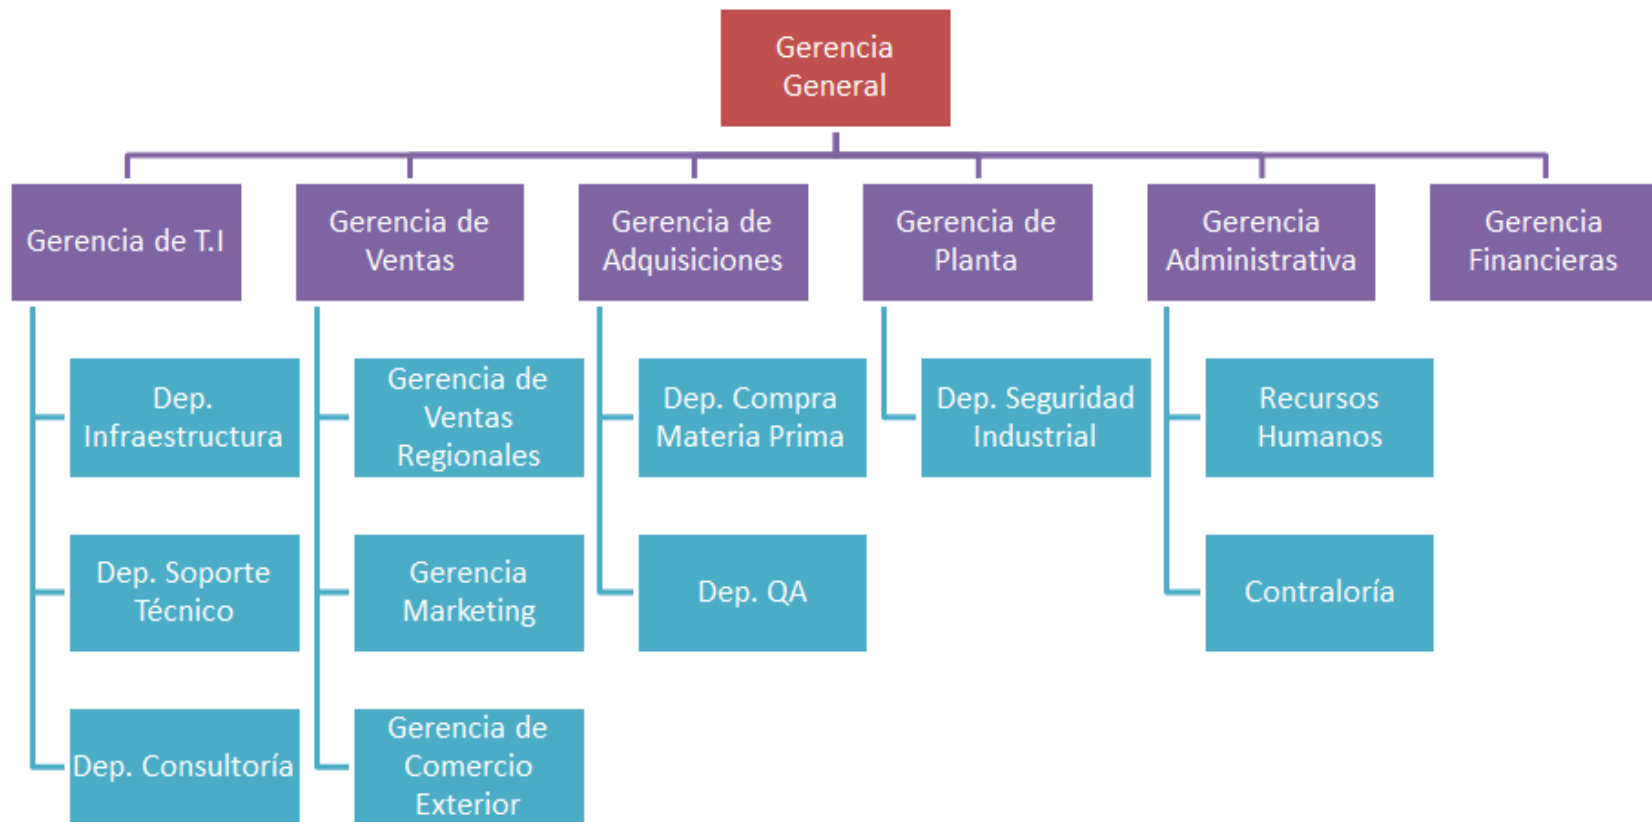 Gerencia
General
Gerencia de T.I
Gerencia de
Ventas
Gerencia de
Adquisiciones
Gerencia de
Planta
Gerencia
Administrativa
Gerencia
Financieras
Dep.
Infraestructura
Gerencia de
Ventas
Regionales
Dep. Compra
Materia Prima
Dep. Seguridad
Industrial
Recursos
Humanos
Dep. Soporte
Técnico
Gerencia
Marketing
Dep. QA
Contraloría
Dep. Consultoría
Gerencia de
Comercio
Exterior